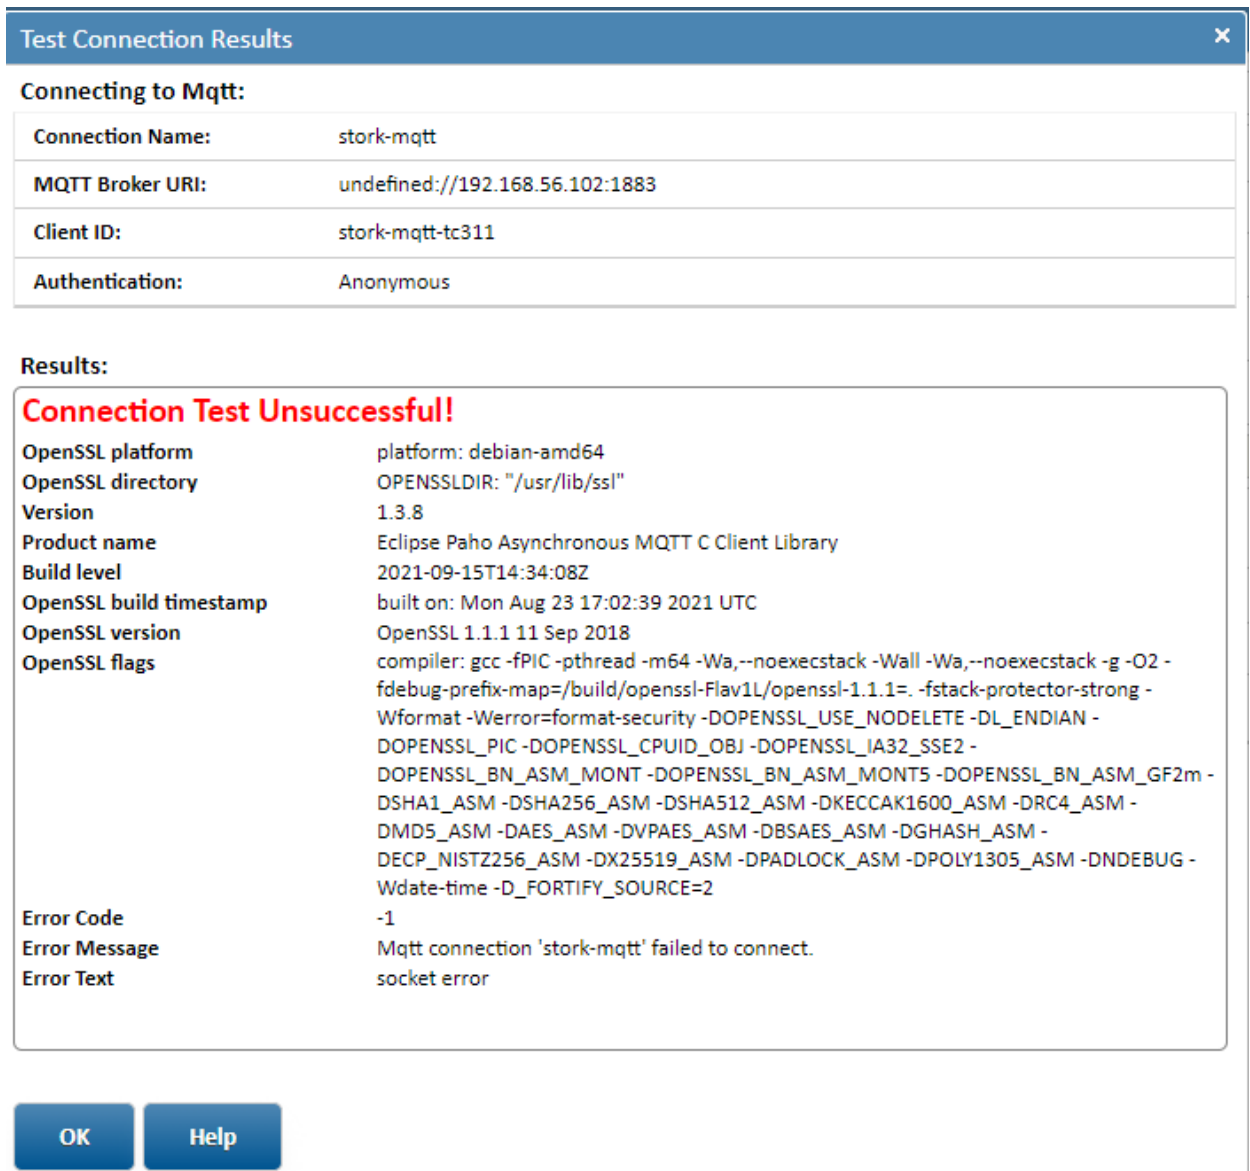 Test Connection Results ×
Connecting to Mqtt:
Connection Name: stork-mqtt
MQTT Broker URI: undefined://192.168.56.102:1883
Client ID: stork-mqtt-tc311
Authentication: Anonymous
Results:
Connection Test Unsuccessful!
OpenSSL platform platform: debian-amd64
OpenSSL directory OPENSSLDIR: "/usr/lib/ssl"
Version 1.3.8
Product name Eclipse Paho Asynchronous MQTT C Client Library
Build level 2021-09-15T14:34:08Z
OpenSSL build timestamp built on: Mon Aug 23 17:02:39 2021 UTC
OpenSSL version OpenSSL 1.1.1 11 Sep 2018
OpenSSL flags compiler: gcc -fPIC -pthread -m64 -Wa,--noexecstack -Wall -Wa,--noexecstack -g -O2 -
fdebug-prefix-map=/build/openssl-Flav1L/openssl-1.1.1=. -fstack-protector-strong -
Wformat -Werror=format-security -DOPENSSL_USE_NODELETE -DL_ENDIAN -
DOPENSSL_PIC -DOPENSSL_CPUID_OBJ -DOPENSSL_IA32_SSE2 -
DOPENSSL_BN_ASM_MONT -DOPENSSL_BN_ASM_MONT5 -DOPENSSL_BN_ASM_GF2m -
DSHA1_ASM -DSHA256_ASM -DSHA512_ASM -DKECCAK1600_ASM -DRC4_ASM -
DMD5_ASM -DAES_ASM -DVPAES_ASM -DBSAES_ASM -DGHASH_ASM -
DECP_NISTZ256_ASM -DX25519_ASM -DPADLOCK_ASM -DPOLY1305_ASM -DNDEBUG -
Wdate-time -D_FORTIFY_SOURCE=2
Error Code -1
Error Message Mqtt connection 'stork-mqtt' failed to connect.
Error Text socket error
OK Help